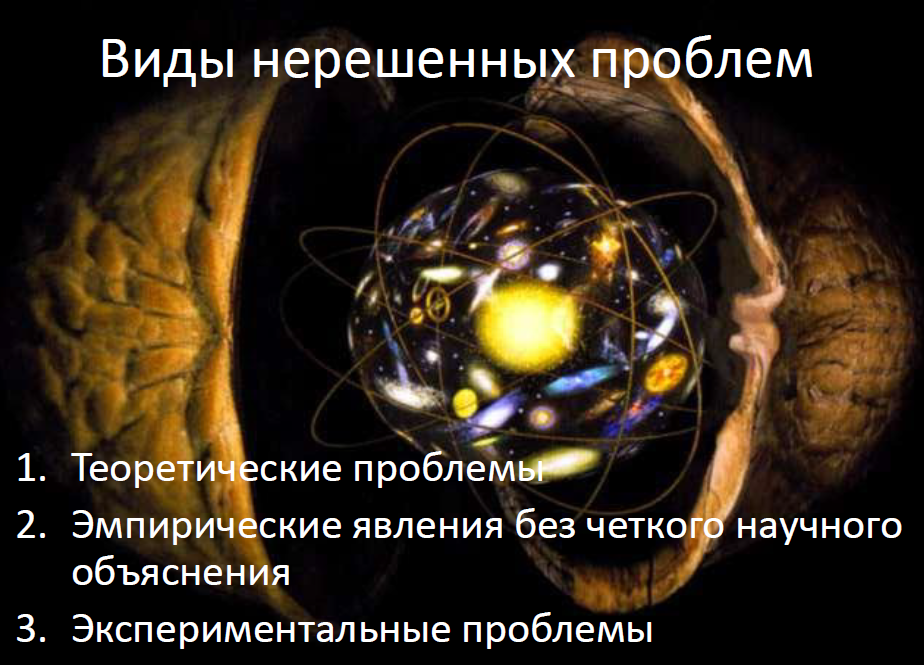 Виды нерешенных проблем
1. Теоретические проблемы
2. Эмпирические явления без четкого научного
объяснения
3. Экспериментальные проблемы